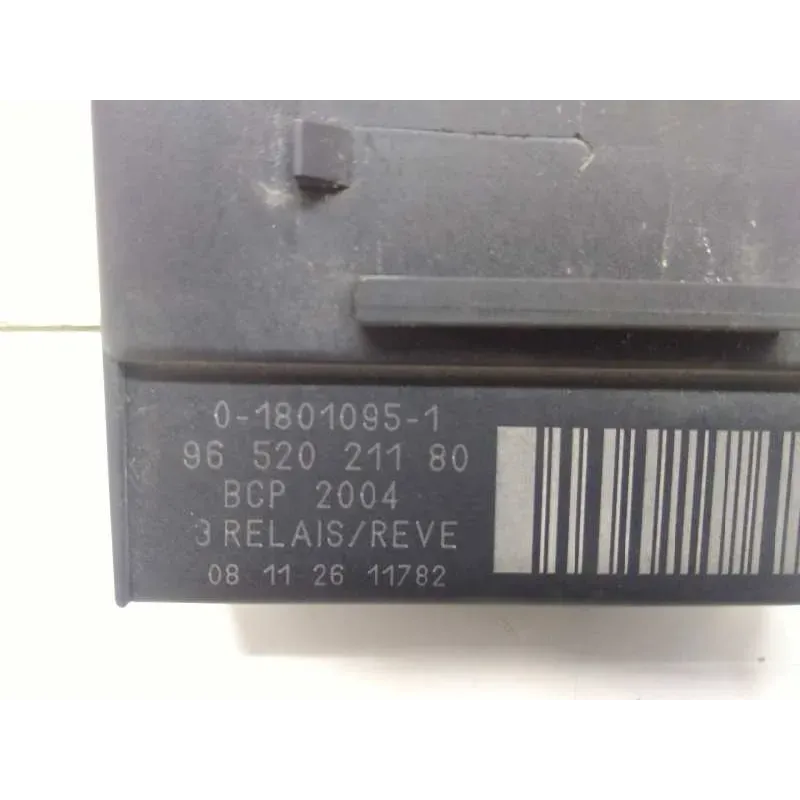 0-1801095-1
96 520 211 80
BCP 2004
3 RELAIS/REVE
08 11 26 11782